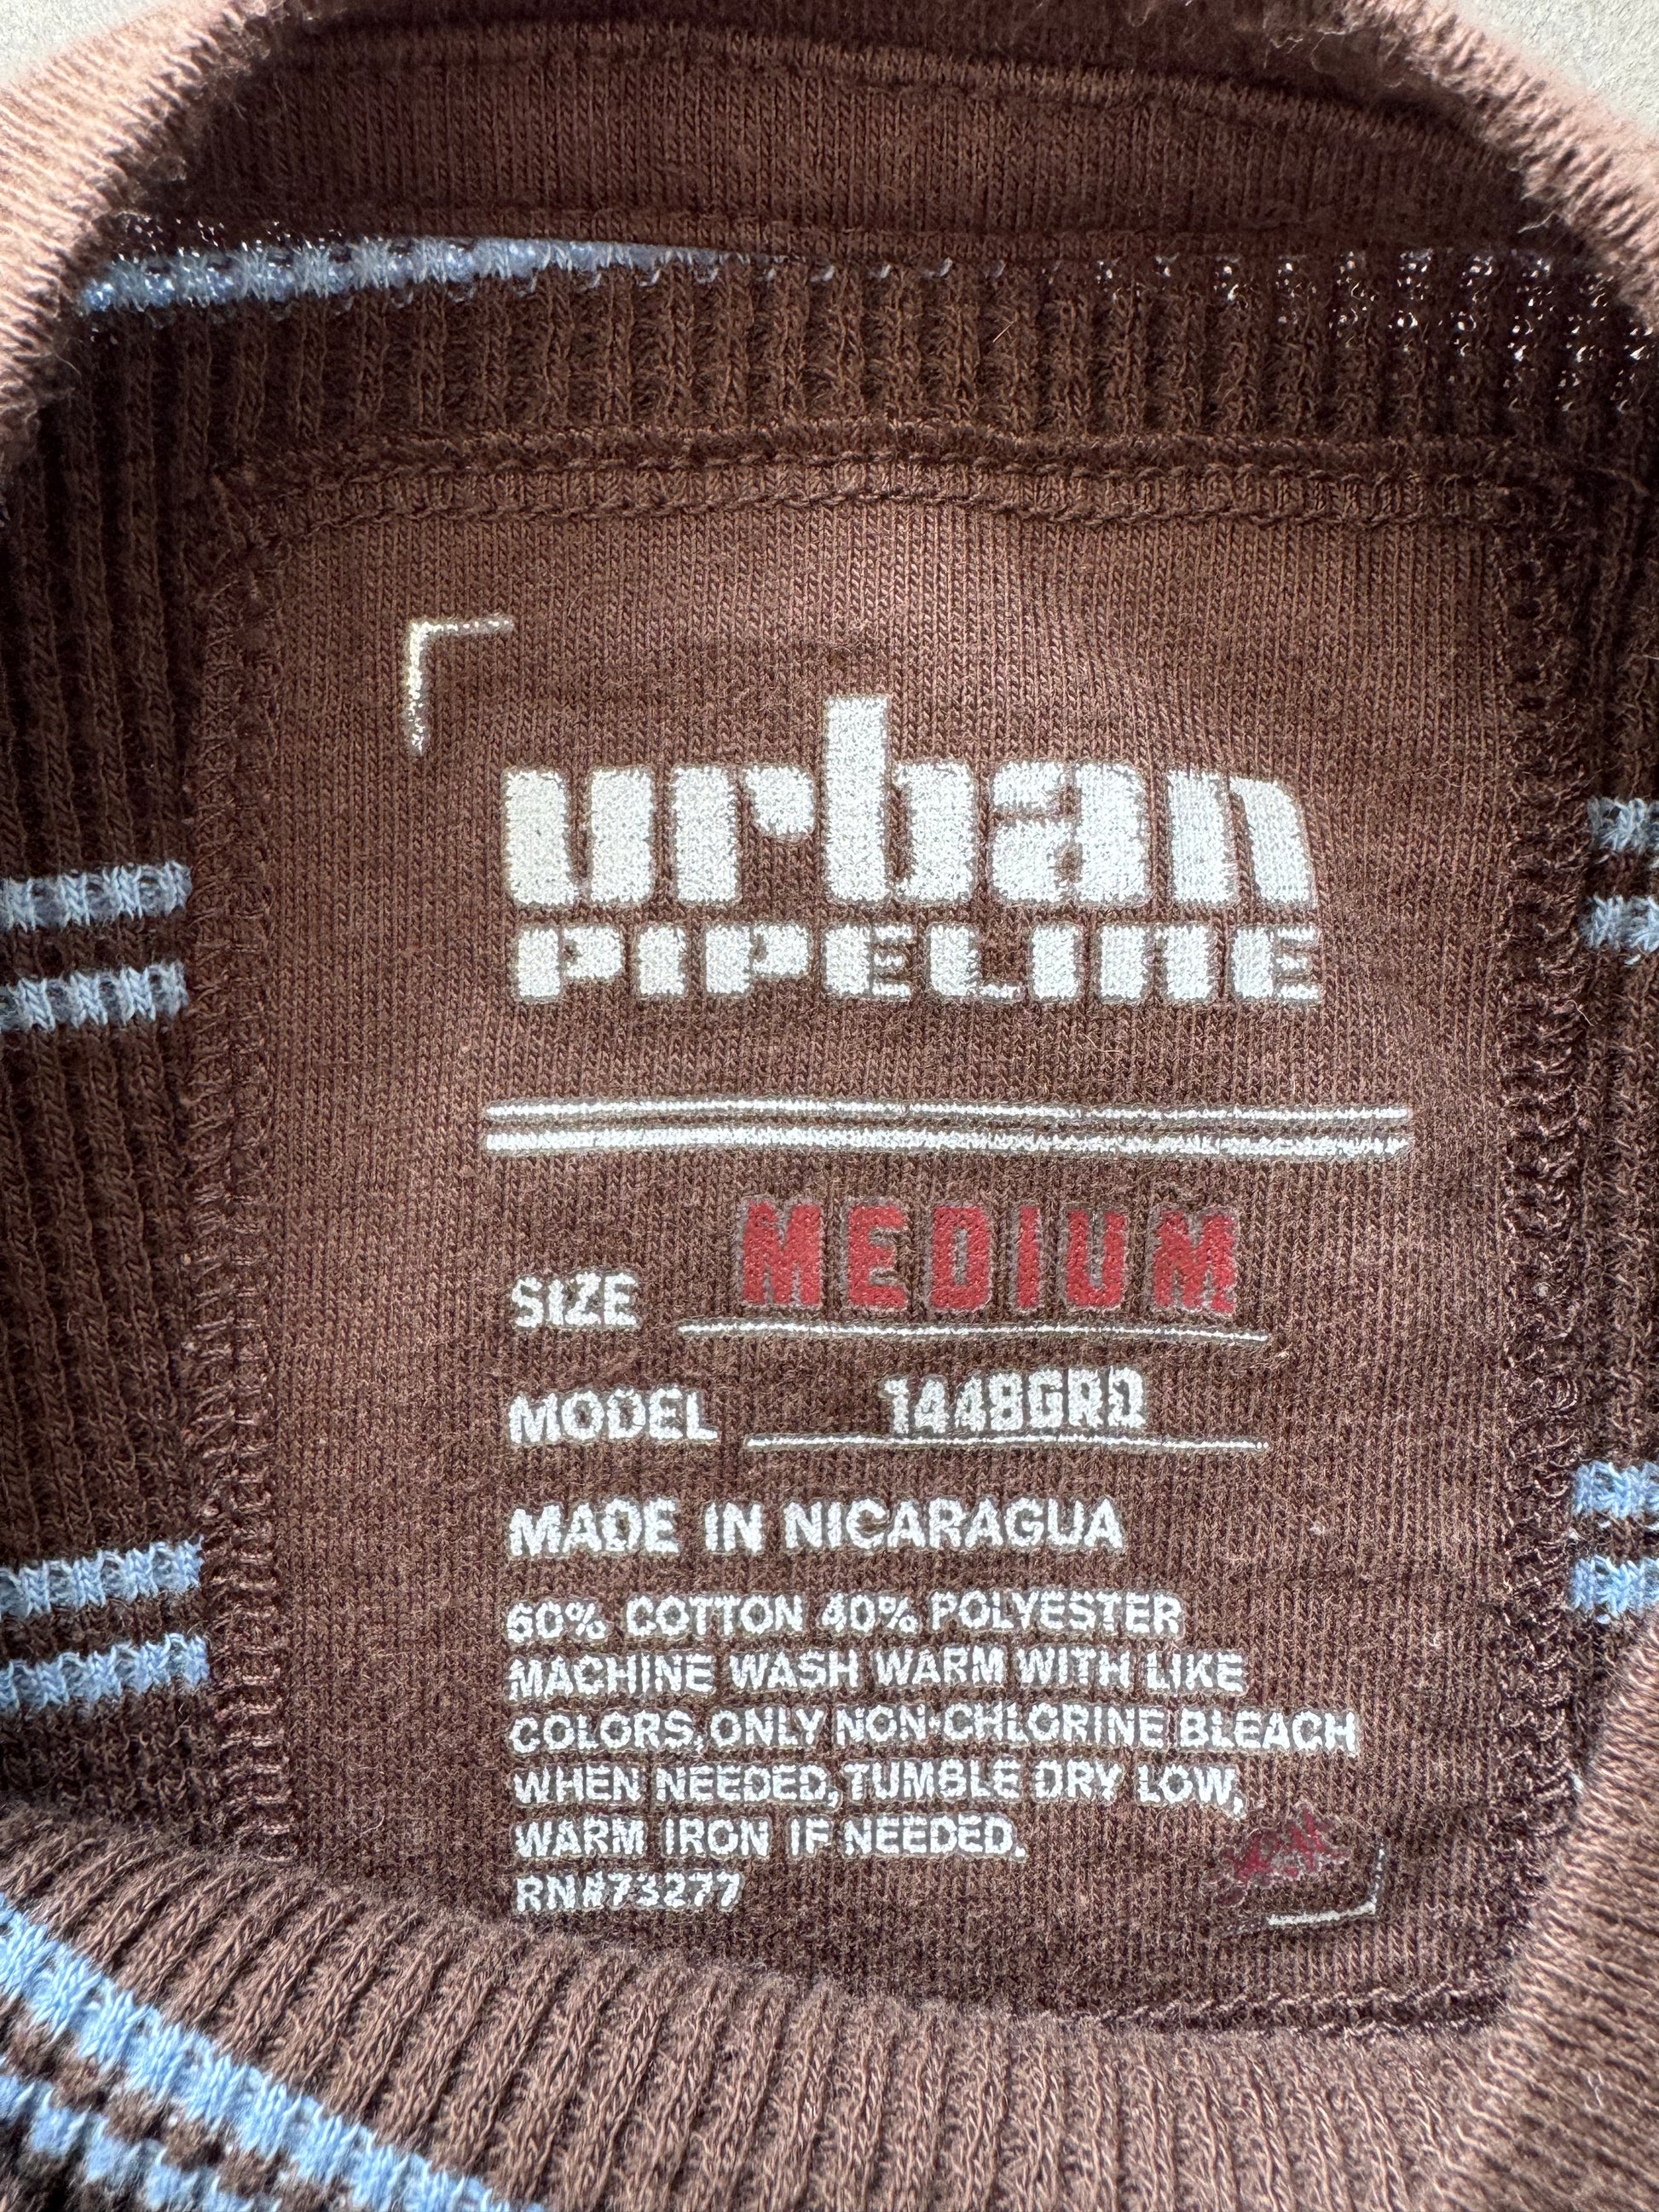 urban
PIPELINE
SIZE MEDIUM
MODEL 1448GRD
MADE IN NICARAGUA
60% COTTON 40% POLYESTER
MACHINE WASH WARM WITH LIKE
COLORS, ONLY NON-CHLORINE BLEACH
WHEN NEEDED, TUMBLE DRY LOW,
WARM IRON IF NEEDED.
RN#73277